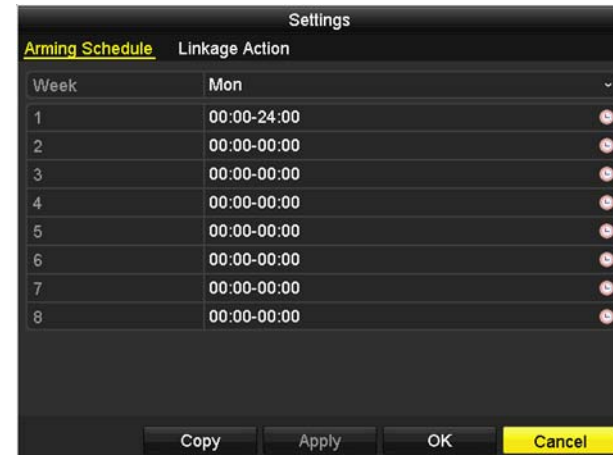 Settings
Arming Schedule Linkage Action
Week Mon
1 00:00-24:00
2 00:00-00:00
3 00:00-00:00
4 00:00-00:00
5 00:00-00:00
6 00:00-00:00
7 00:00-00:00
8 00:00-00:00
Copy Apply OK Cancel